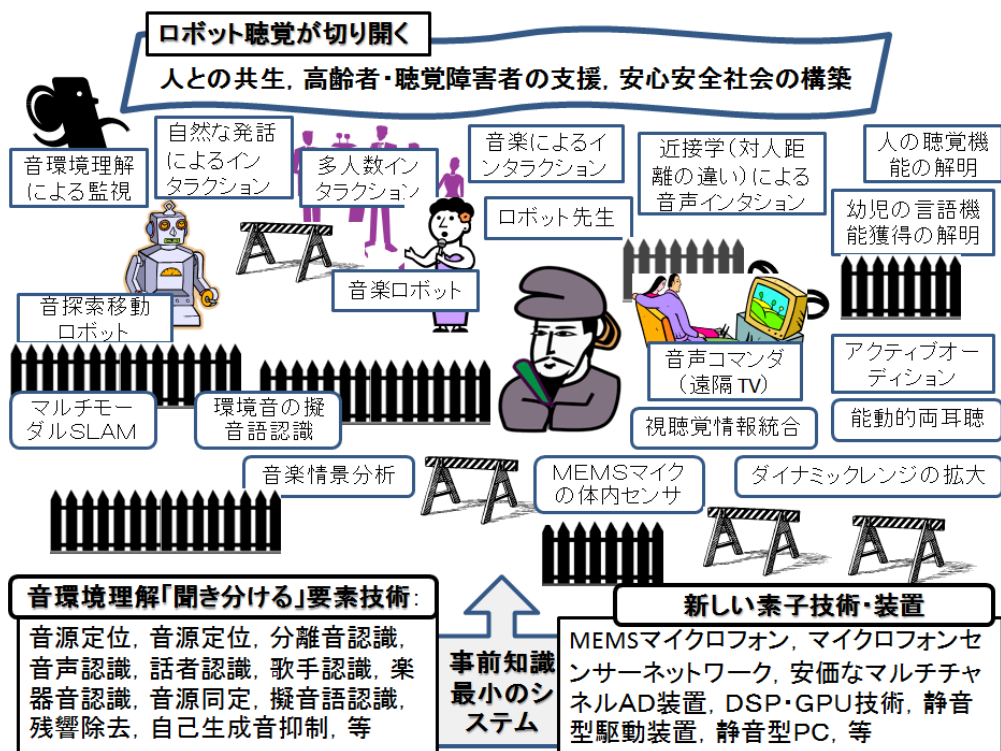 ロボット聴覚が切り開く
人との共生, 高齢者・聴覚障害者の支援, 安心安全社会の構築
音環境理解
による監視
自然な発話
によるイン
タラクション
多人数イン
タラクション
音楽によるイ
ンタラクション
近接学(対人距
離の違い)による
音声インタション
人の聴覚機
能の解明
ロボット先生
幼児の言語機
能獲得の解明
音探索移動
ロボット
音楽ロボット
音声コマンダ
(遠隔TV)
アクティブオー
ディション
マルチモー
ダルSLAM
環境音の擬
音語認識
視聴覚情報統合
能動的両耳聴
音楽情景分析
MEMSマイク
の体内センサ
ダイナミックレンジの拡大
音環境理解「聞き分ける」要素技術:
音源定位, 音源定位, 分離音認識,
音声認識, 話者認識, 歌手認識, 楽
器音認識, 音源同定, 擬音語認識,
残響除去, 自己生成音抑制, 等
事前知識
最小のシ
ステム
新しい素子技術・装置
MEMSマイクロフォン, マイクロフォンセ
ンサーネットワーク, 安価なマルチチャ
ネルAD装置, DSP・GPU技術, 静音
型駆動装置, 静音型PC, 等